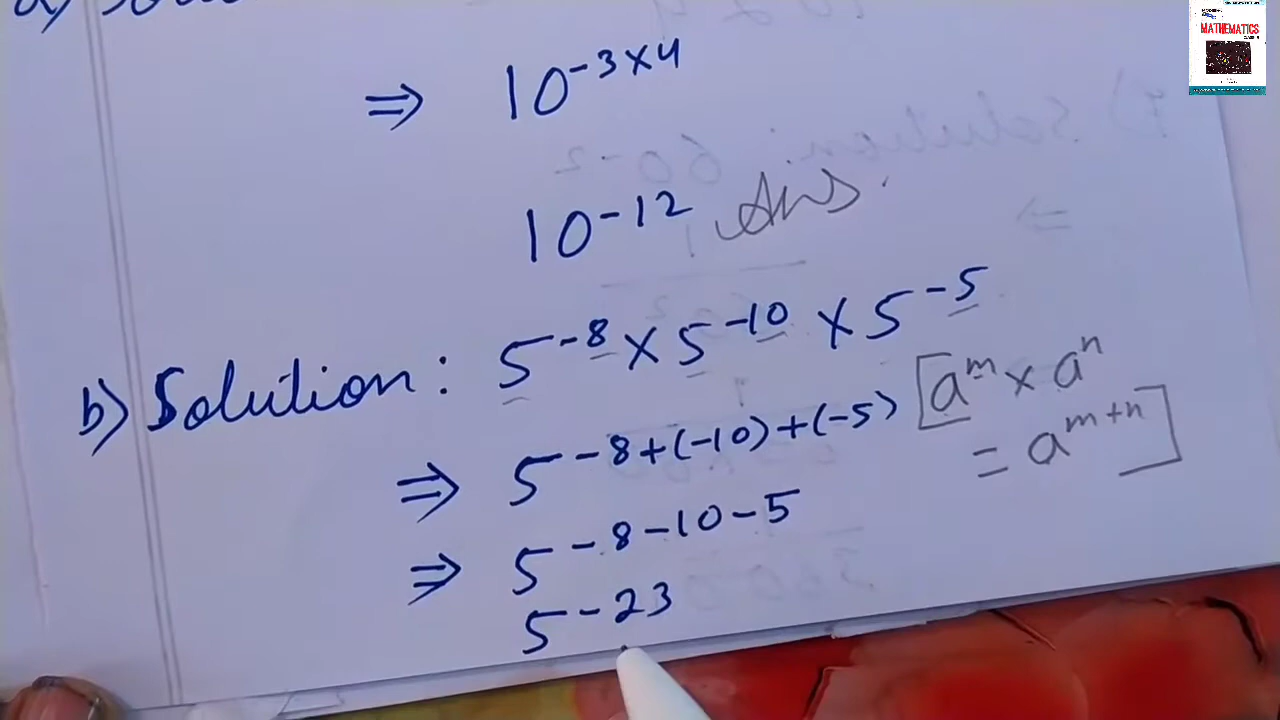 a)
⇒ 10^{-3×4}
10^{-12} Ans.
b) Solution: 5^{-8} × 5^{-10} × 5^{-5}
⇒ 5^{-8+(-10)+(-5)} [a^m × a^n
= a^{m+n}]
⇒ 5^{-8-10-5}
5^{-23}
MATHEMATICS